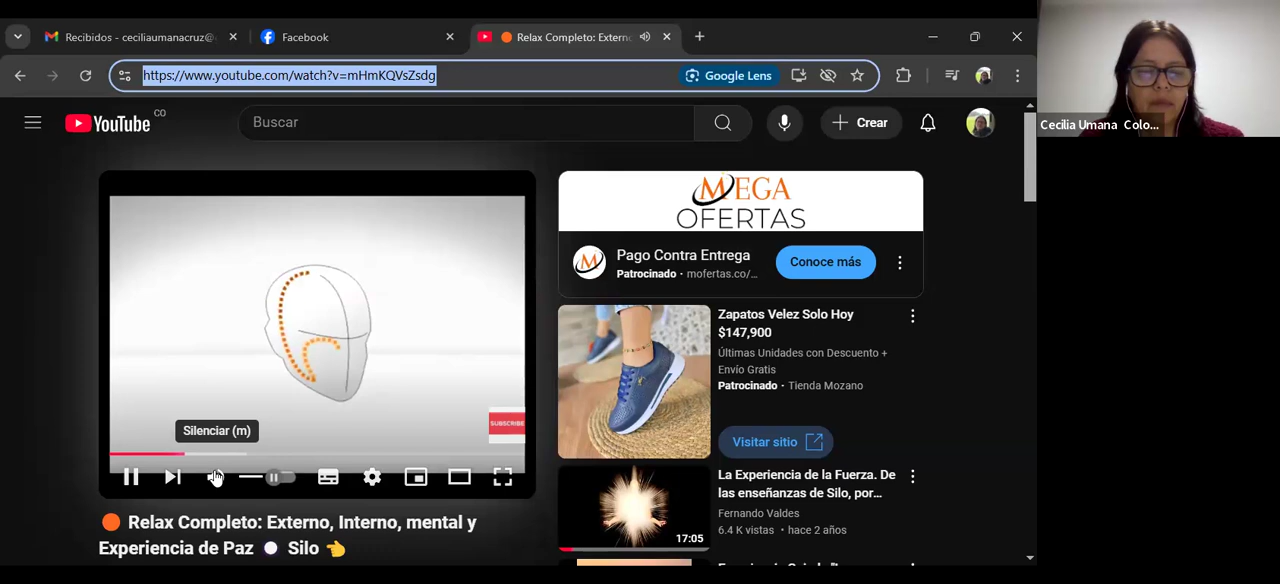 Recibidos - ceciliaumanacruz@
Facebook
Relax Completo: Extern
https://www.youtube.com/watch?v=mHmKQVsZsdg
Google Lens
Cecilia Umana Colo...
YouTube CO
Buscar
Crear
MEGA
OFERTAS
Pago Contra Entrega
Patrocinado · mofertas.co/...
Conoce más
Zapatos Velez Solo Hoy
$147,900
Últimas Unidades con Descuento +
Envío Gratis
Patrocinado · Tienda Mozano
Visitar sitio
SUBSCRIBE
Silenciar (m)
La Experiencia de la Fuerza. De
las enseñanzas de Silo, por...
Fernando Valdes
6.4 K vistas · hace 2 años
17:05
Relax Completo: Externo, Interno, mental y
Experiencia de Paz Silo